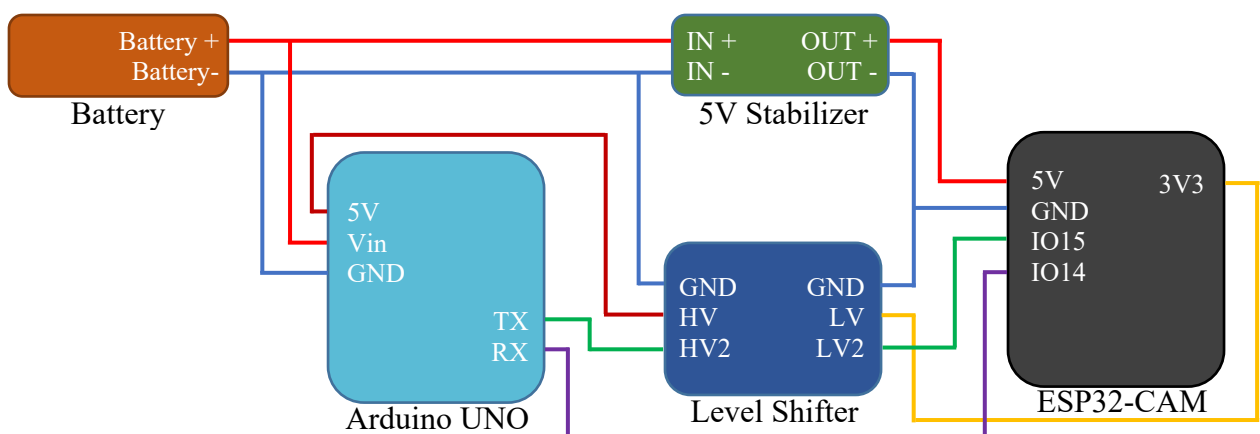 Battery +
Battery-
Battery
IN +
OUT +
IN -
OUT -
5V Stabilizer
5V
Vin
GND
TX
RX
Arduino UNO
GND
GND
HV
LV
HV2
LV2
Level Shifter
5V
3V3
GND
IO15
IO14
ESP32-CAM